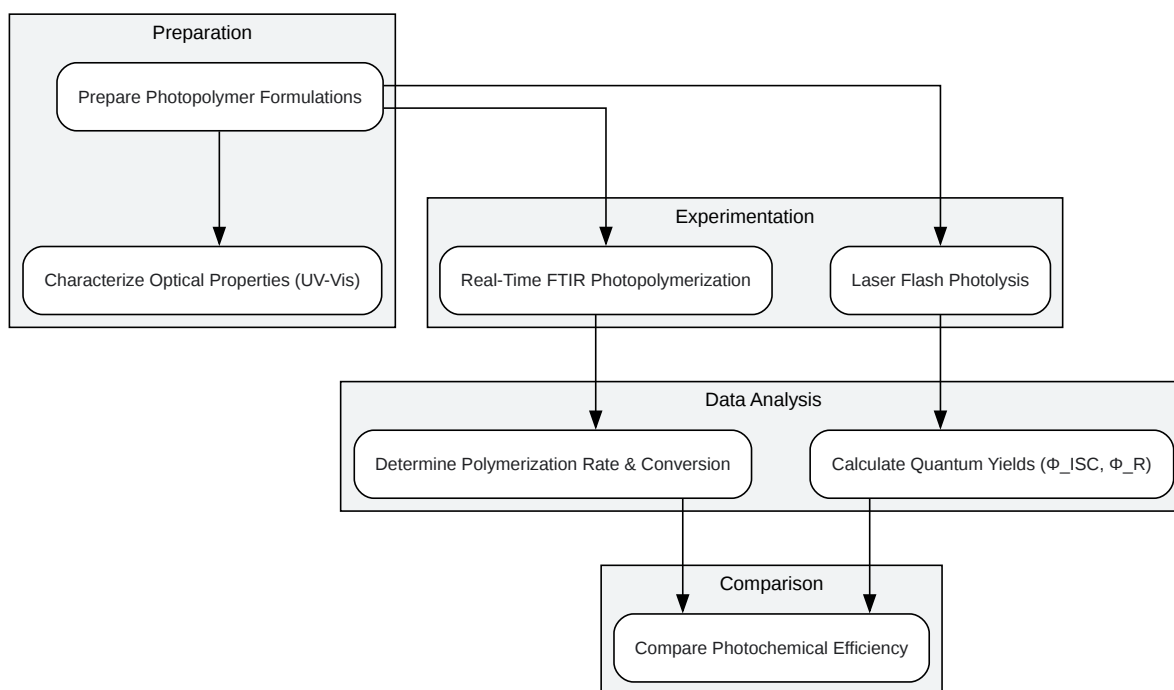 Preparation
Prepare Photopolymer Formulations
Characterize Optical Properties (UV-Vis)
Experimentation
Real-Time FTIR Photopolymerization
Laser Flash Photolysis
Data Analysis
Determine Polymerization Rate & Conversion
Calculate Quantum Yields (Φ_ISC, Φ_R)
Comparison
Compare Photochemical Efficiency